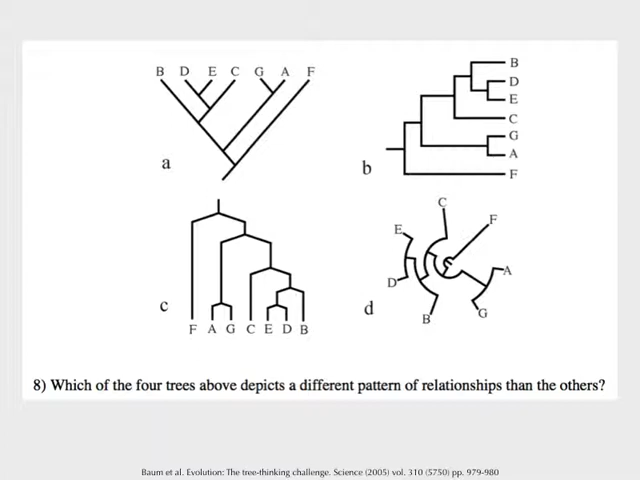 B D E C G A F
a
B
D
E
C
G
A
F
b
F A G C E D B
c
C
F
E
A
D
G
B
d
8) Which of the four trees above depicts a different pattern of relationships than the others?
Baum et al. Evolution: The tree-thinking challenge. Science (2005) vol. 310 (5750) pp. 979-980